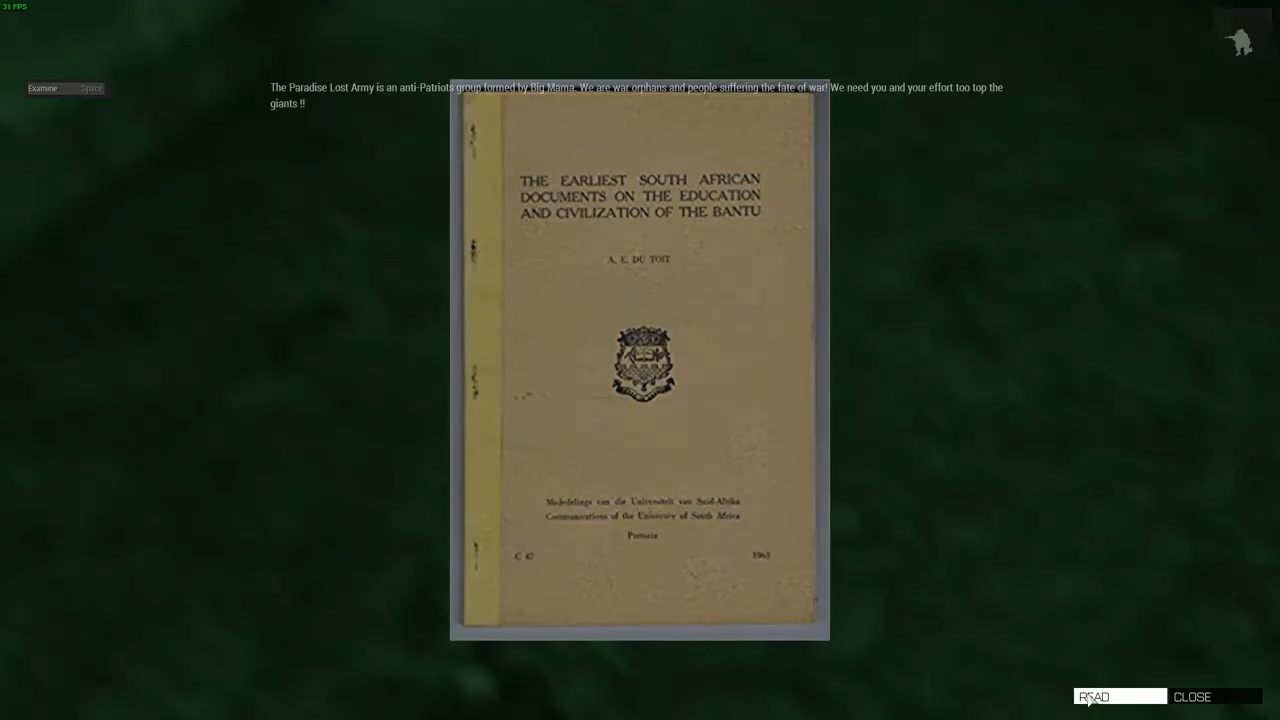 31 FPS
Examine Space
The Paradise Lost Army is an anti-Patriots group formed by Big Mama. We are war orphans and people suffering the fate of war! We need you and your effort too top the
giants !!
THE EARLIEST SOUTH AFRICAN
DOCUMENTS ON THE EDUCATION
AND CIVILIZATION OF THE BANTU
A. E. DU TOIT
Mededelings van die Universiteit van Suid-Afrika
Communications of the University of South Africa
Pretoria
C 47 1963
READ CLOSE